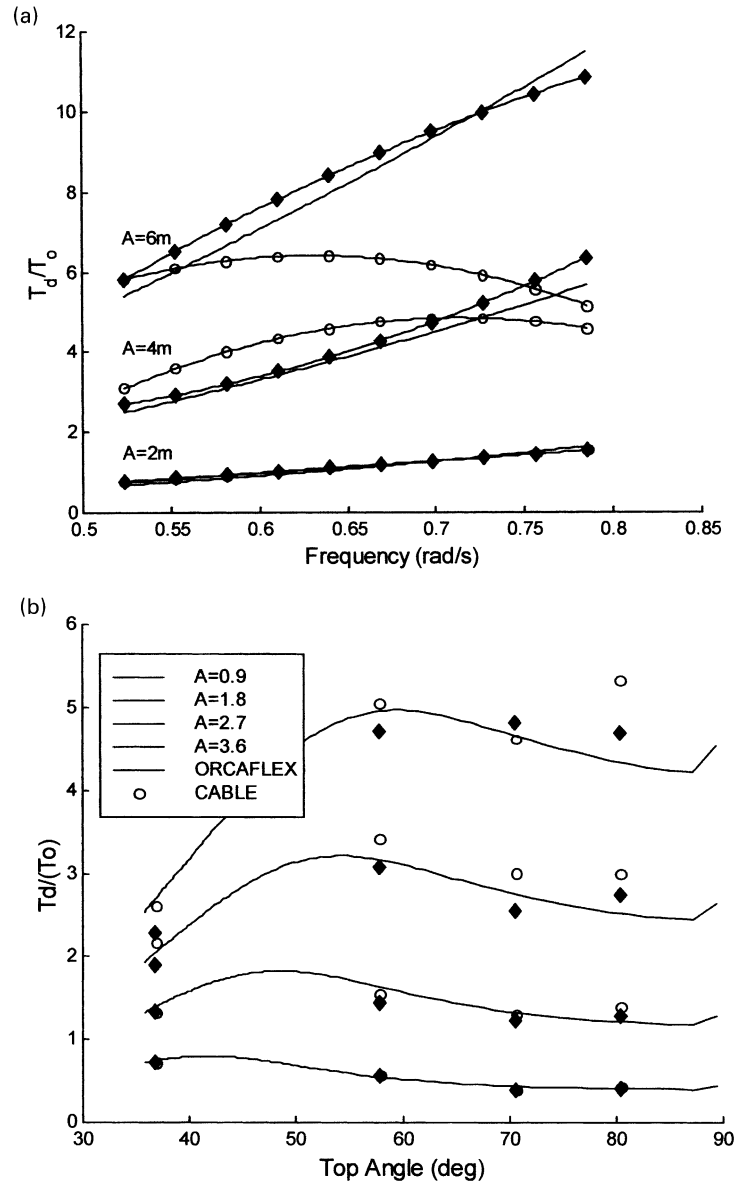 (a)
12
10
8
6
4
2
0
Td/To
A=6m
A=4m
A=2m
0.5 0.55 0.6 0.65 0.7 0.75 0.8 0.85
Frequency (rad/s)
(b)
6
5
4
3
2
1
0
Td/(To)
A=0.9
A=1.8
A=2.7
A=3.6
ORCAFLEX
CABLE
30 40 50 60 70 80 90
Top Angle (deg)